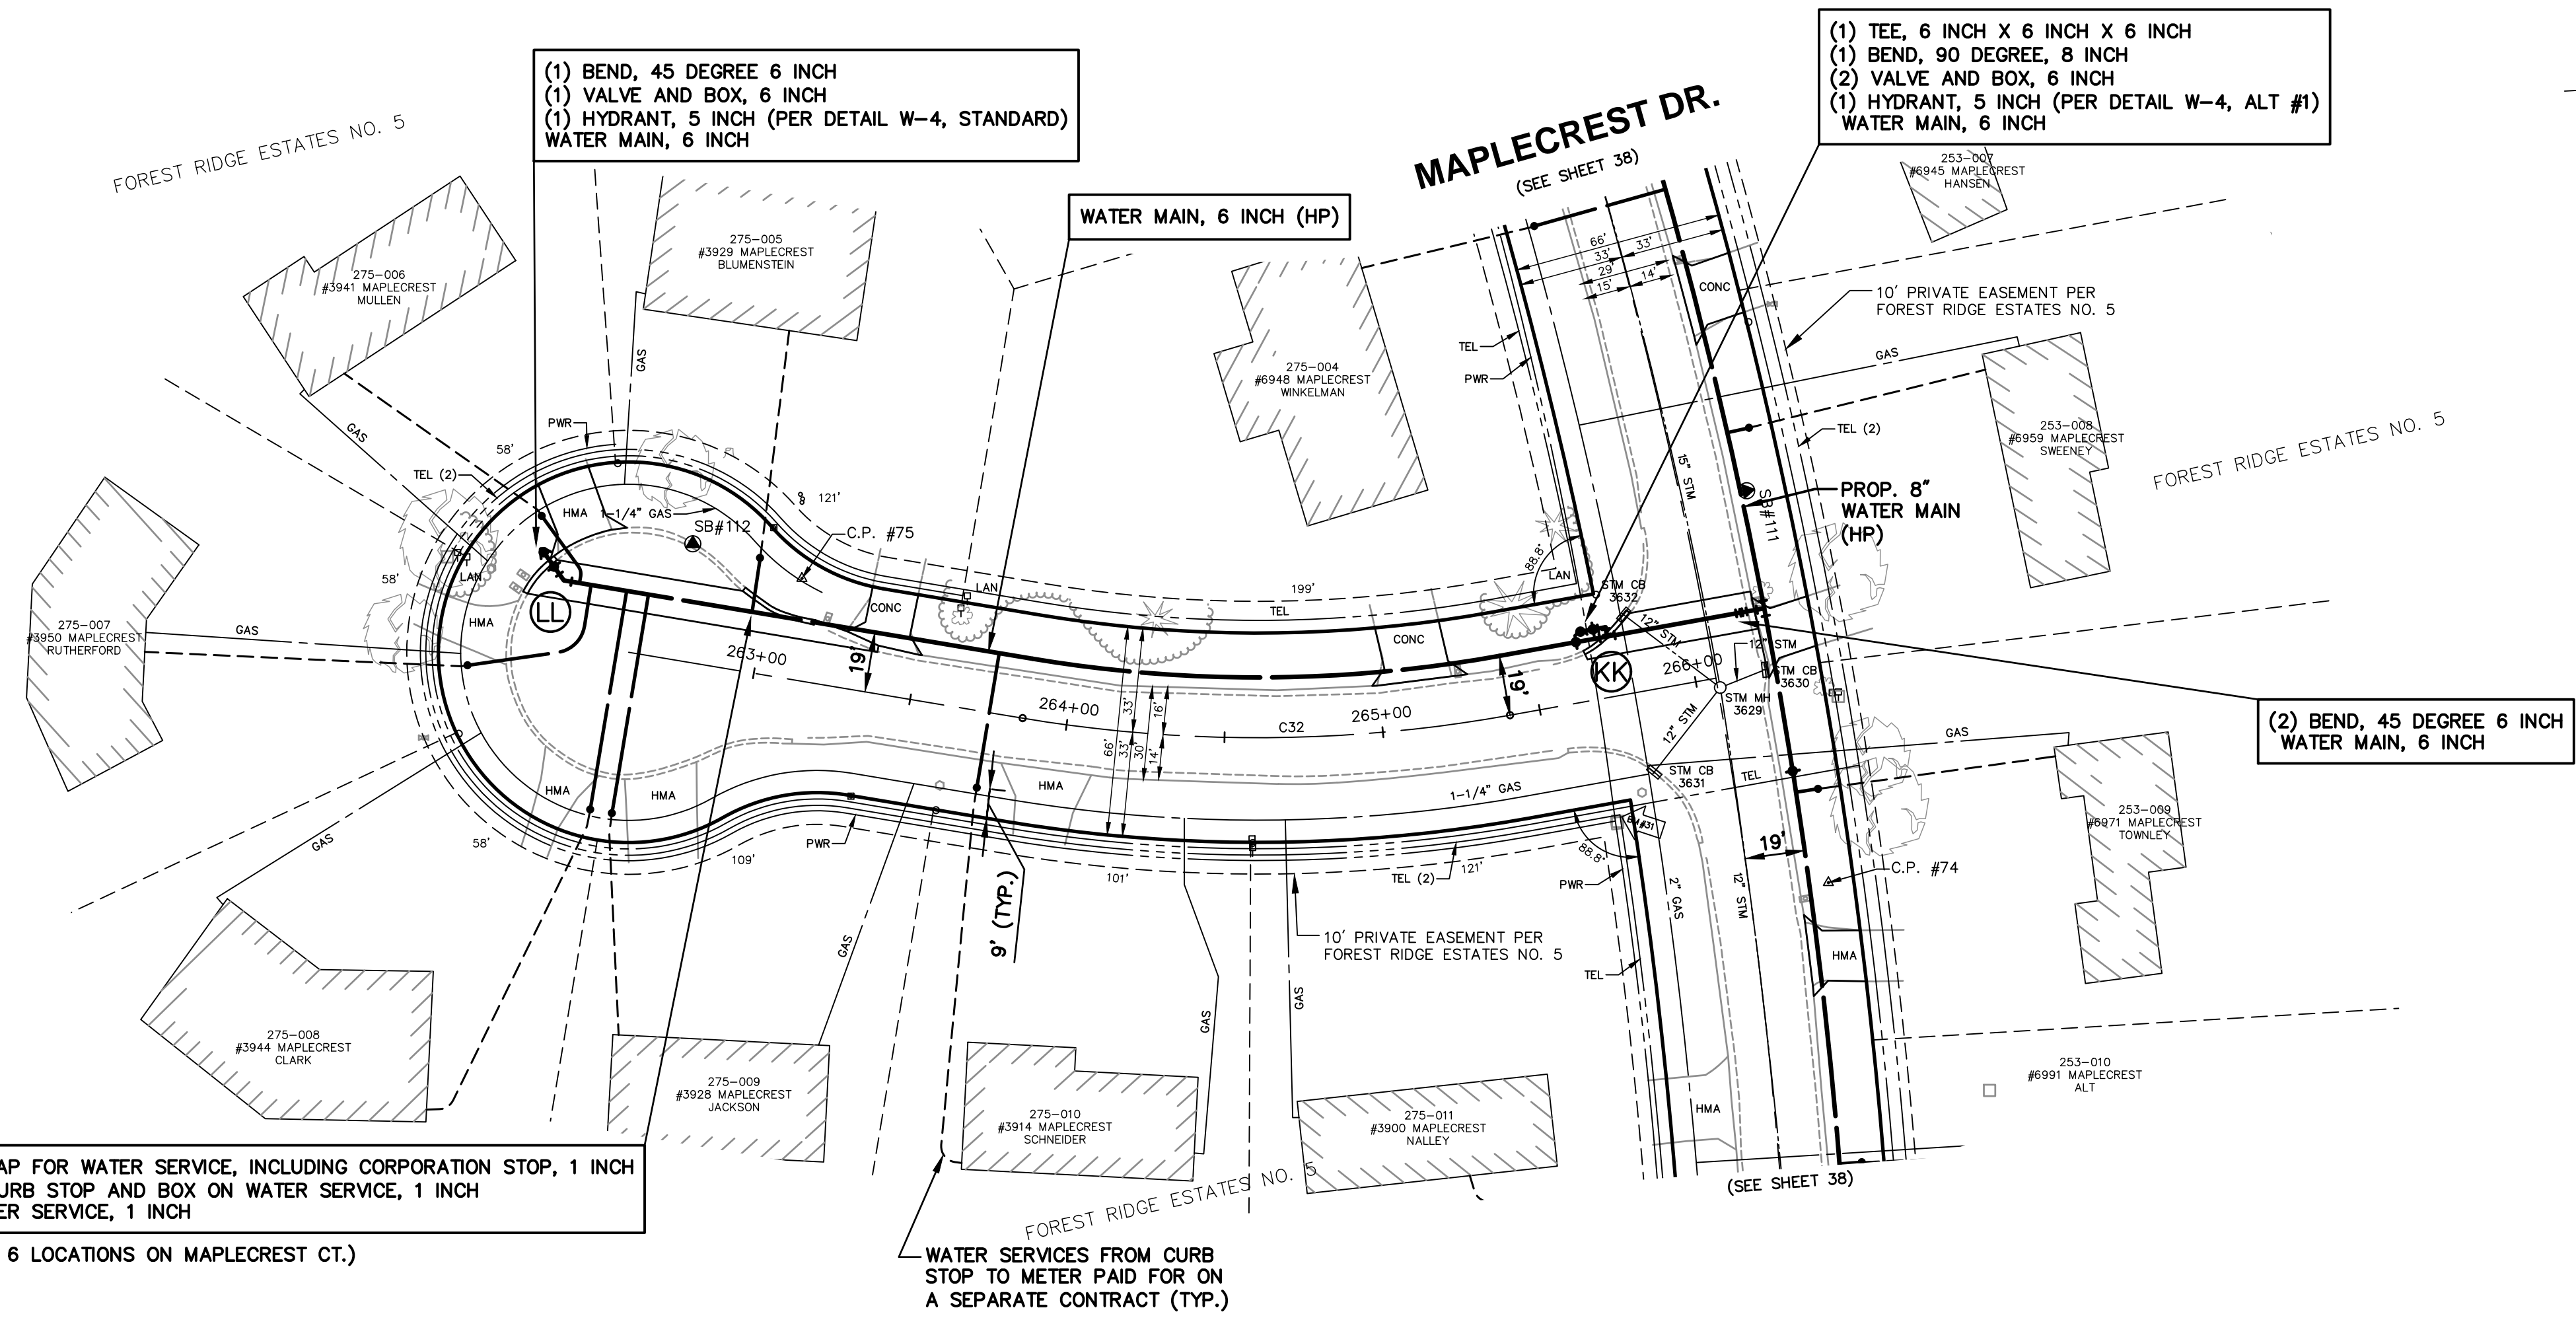 (1) BEND, 45 DEGREE 6 INCH
(1) VALVE AND BOX, 6 INCH
(1) HYDRANT, 5 INCH (PER DETAIL W-4, STANDARD)
WATER MAIN, 6 INCH
(1) TEE, 6 INCH X 6 INCH X 6 INCH
(1) BEND, 90 DEGREE, 8 INCH
(2) VALVE AND BOX, 6 INCH
(1) HYDRANT, 5 INCH (PER DETAIL W-4, ALT #1)
WATER MAIN, 6 INCH
WATER MAIN, 6 INCH (HP)
MAPLECREST DR.
(SEE SHEET 38)
FOREST RIDGE ESTATES NO. 5
275-006
#3941 MAPLECREST
MULLEN
275-005
#3929 MAPLECREST
BLUMENSTEIN
275-004
#6948 MAPLECREST
WINKELMAN
253-007
#6945 MAPLECREST
HANSEN
66'
33'
33'
29'
14'
15'
CONC
10' PRIVATE EASEMENT PER
FOREST RIDGE ESTATES NO. 5
TEL
PWR
GAS
GAS
GAS
253-008
#6959 MAPLECREST
SWEENEY
TEL (2)
FOREST RIDGE ESTATES NO. 5
PWR
58'
TEL (2)
121'
HMA
1-1/4" GAS
SB#112
C.P. #75
15" STM
SB#111
PROP. 8"
WATER MAIN
(HP)
58'
LAN
HMA
LL
CONC
LAN
199'
TEL
CONC
88.8'
LAN
STM CB
3632
12" STM
12" STM
KK
266+00
STM CB
3630
STM MH
3629
12" STM
STM CB
3631
275-007
#3950 MAPLECREST
RUTHERFORD
GAS
263+00
19'
264+00
C32
265+00
19'
66'
33'
33'
30'
16'
14'
(2) BEND, 45 DEGREE 6 INCH
WATER MAIN, 6 INCH
GAS
TEL
HMA
HMA
HMA
1-1/4" GAS
BM#31
88.8'
GAS
58'
109'
PWR
101'
TEL (2)
121'
PWR
2" GAS
12" STM
19'
C.P. #74
253-009
#6971 MAPLECREST
TOWNLEY
9' (TYP.)
GAS
GAS
GAS
10' PRIVATE EASEMENT PER
FOREST RIDGE ESTATES NO. 5
TEL
HMA
275-008
#3944 MAPLECREST
CLARK
275-009
#3928 MAPLECREST
JACKSON
275-010
#3914 MAPLECREST
SCHNEIDER
275-011
#3900 MAPLECREST
NALLEY
HMA
253-010
#6991 MAPLECREST
ALT
(SEE SHEET 38)
AP FOR WATER SERVICE, INCLUDING CORPORATION STOP, 1 INCH
URB STOP AND BOX ON WATER SERVICE, 1 INCH
ER SERVICE, 1 INCH
6 LOCATIONS ON MAPLECREST CT.)
FOREST RIDGE ESTATES NO. 5
WATER SERVICES FROM CURB
STOP TO METER PAID FOR ON
A SEPARATE CONTRACT (TYP.)